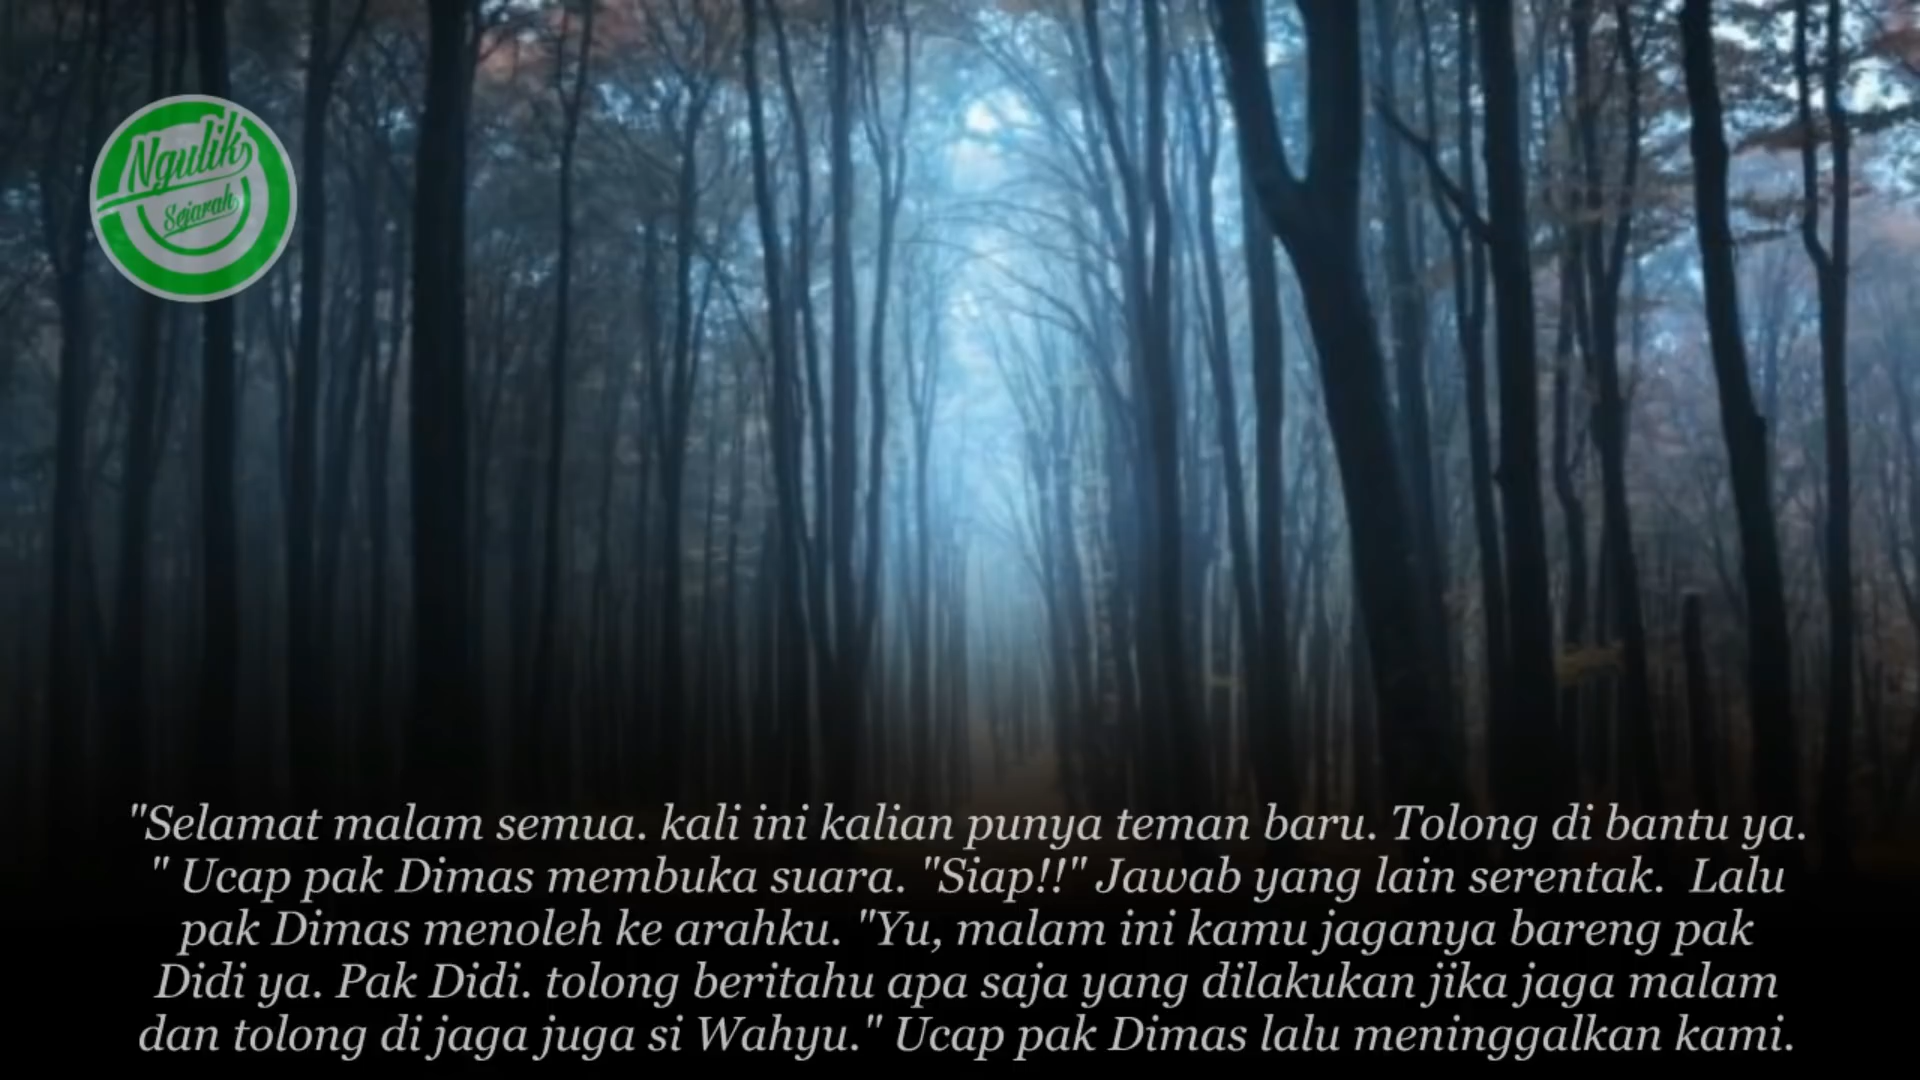 Ngulik
Sejarah
"Selamat malam semua. kali ini kalian punya teman baru. Tolong di bantu ya.
" Ucap pak Dimas membuka suara. "Siap!!" Jawab yang lain serentak.  Lalu
pak Dimas menoleh ke arahku. "Yu, malam ini kamu jaganya bareng pak
Didi ya. Pak Didi. tolong beritahu apa saja yang dilakukan jika jaga malam
dan tolong di jaga juga si Wahyu." Ucap pak Dimas lalu meninggalkan kami.